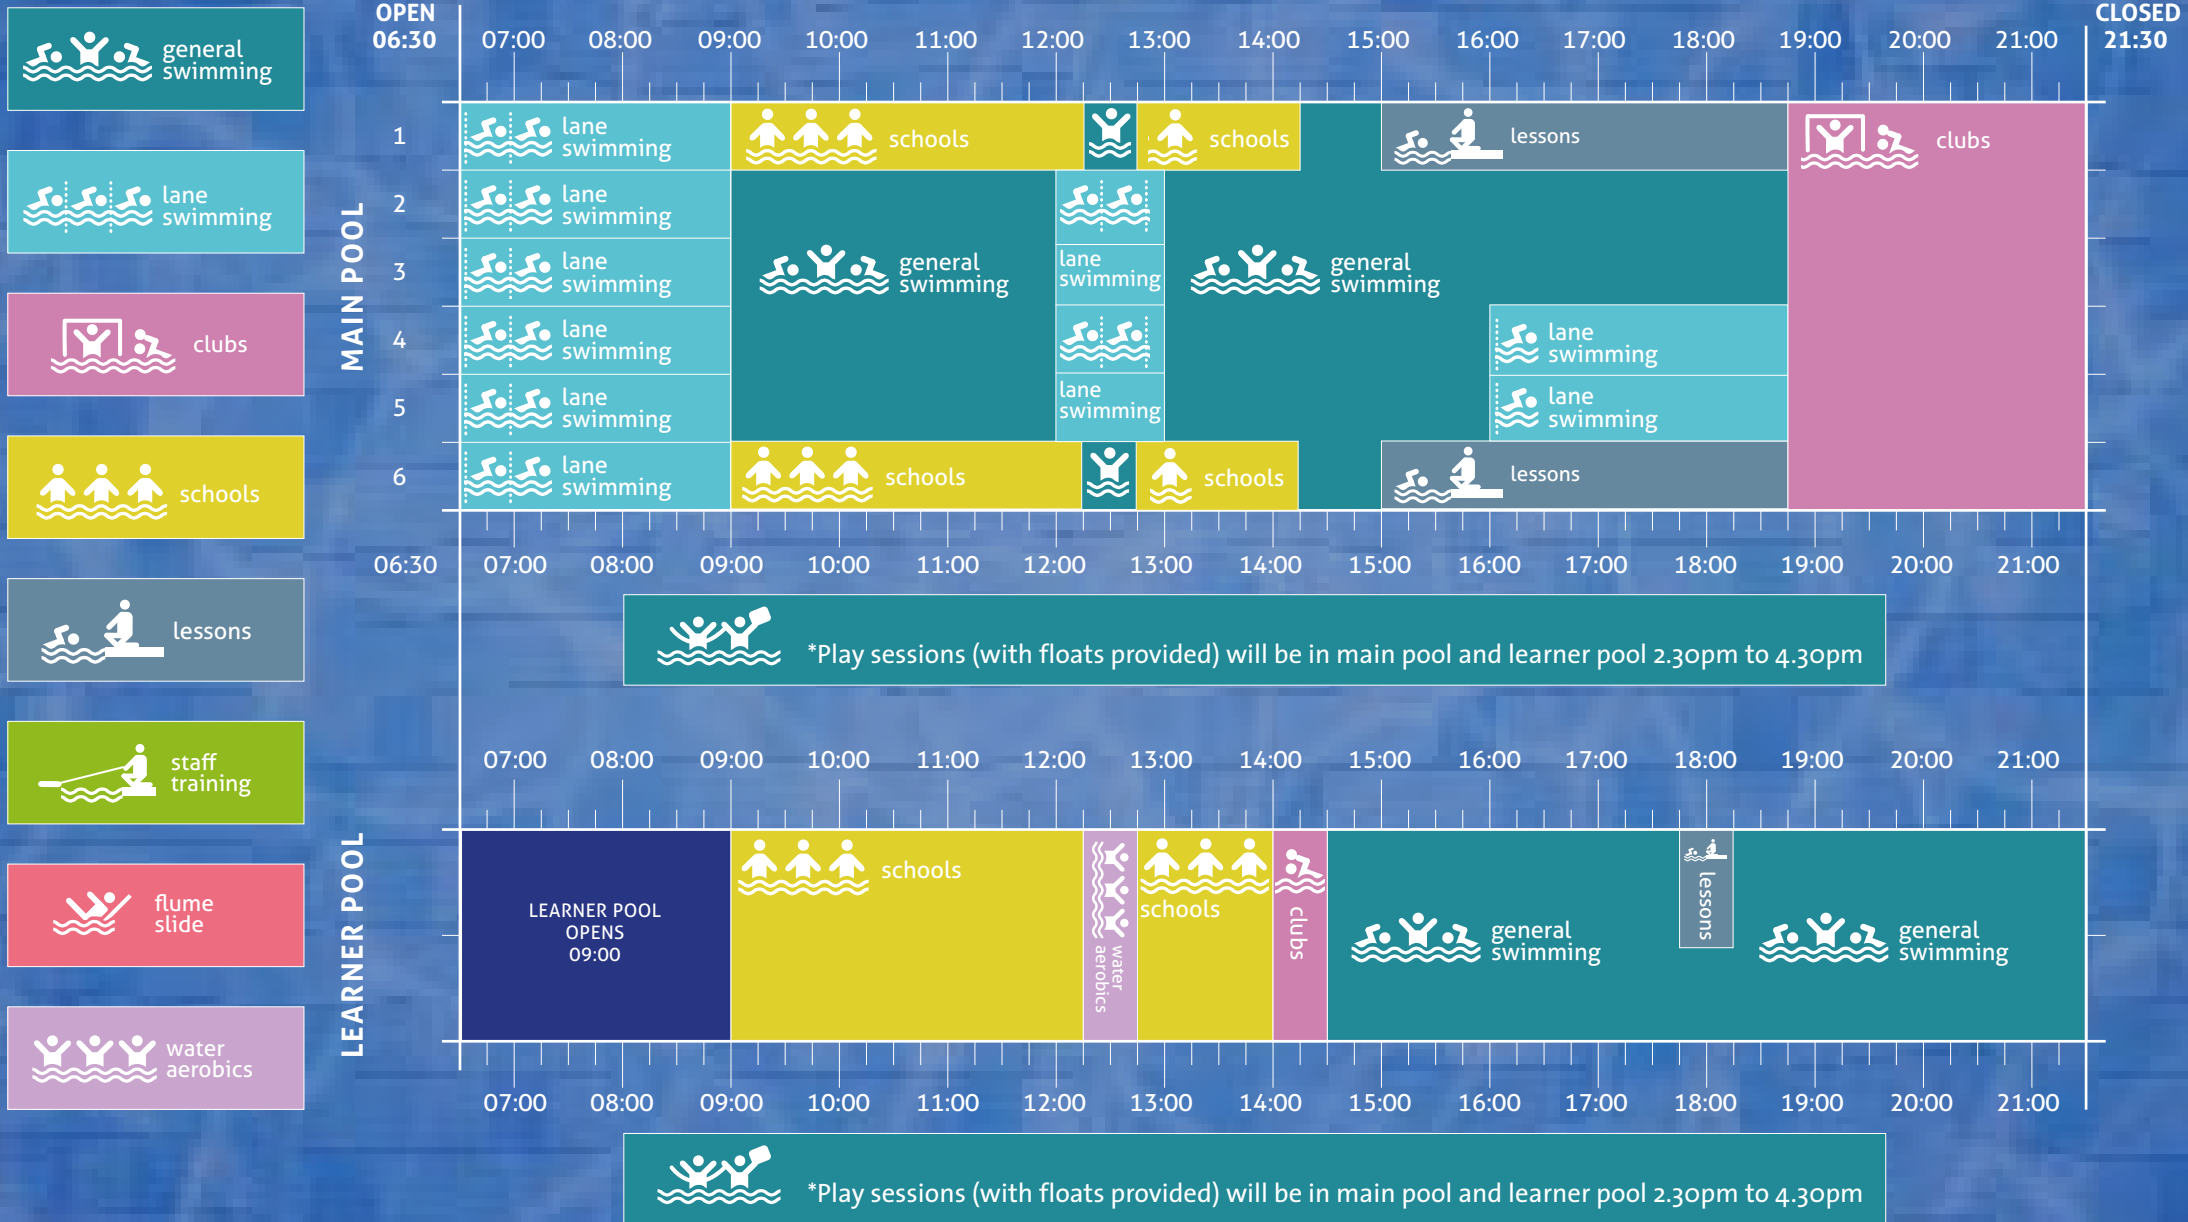 general
swimming
lane
swimming
clubs
schools
lessons
staff
training
flume
slide
water
aerobics
OPEN
06:30
07:00 08:00 09:00 10:00 11:00 12:00 13:00 14:00 15:00 16:00 17:00 18:00 19:00 20:00 21:00
CLOSED
21:30
MAIN POOL
1
lane
swimming
schools
schools
lessons
clubs
2
lane
swimming
3
lane
swimming
general
swimming
lane
swimming
general
swimming
4
lane
swimming
lane
swimming
5
lane
swimming
lane
swimming
lane
swimming
6
lane
swimming
schools
schools
lessons
06:30 07:00 08:00 09:00 10:00 11:00 12:00 13:00 14:00 15:00 16:00 17:00 18:00 19:00 20:00 21:00
*Play sessions (with floats provided) will be in main pool and learner pool 2.30pm to 4.30pm
07:00 08:00 09:00 10:00 11:00 12:00 13:00 14:00 15:00 16:00 17:00 18:00 19:00 20:00 21:00
LEARNER POOL
LEARNER POOL
OPENS
09:00
schools
water
aerobics
schools
clubs
general
swimming
lessons
general
swimming
07:00 08:00 09:00 10:00 11:00 12:00 13:00 14:00 15:00 16:00 17:00 18:00 19:00 20:00 21:00
*Play sessions (with floats provided) will be in main pool and learner pool 2.30pm to 4.30pm